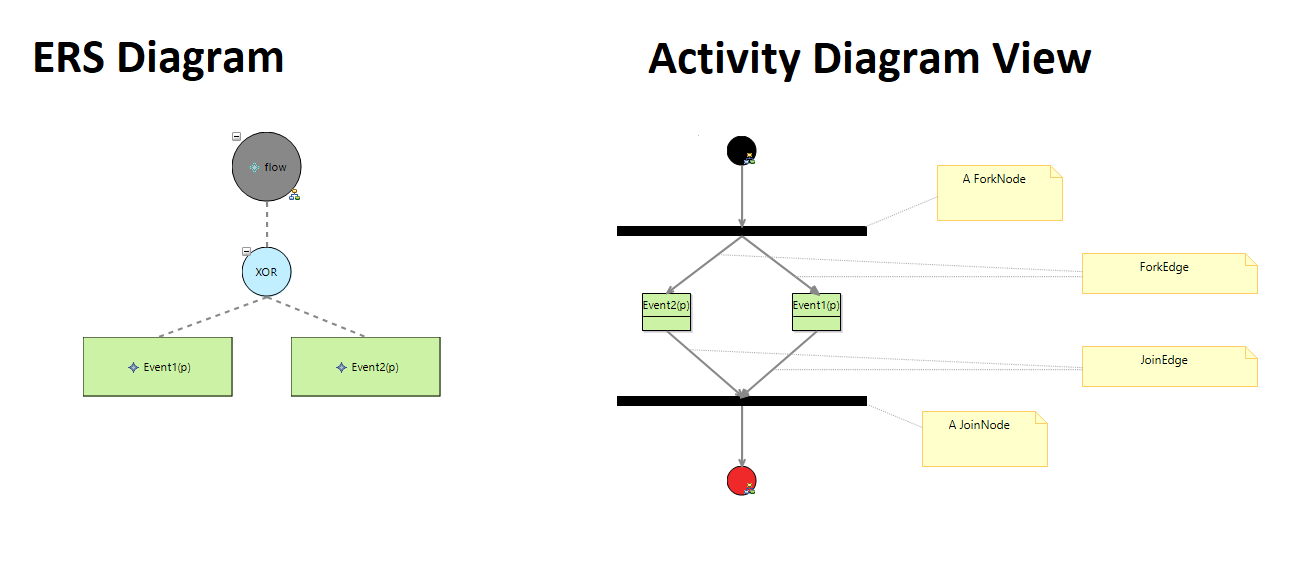 ERS Diagram
Activity Diagram View
flow
XOR
Event1(p)
Event2(p)
A ForkNode
ForkEdge
Event2(p)
Event1(p)
JoinEdge
A JoinNode